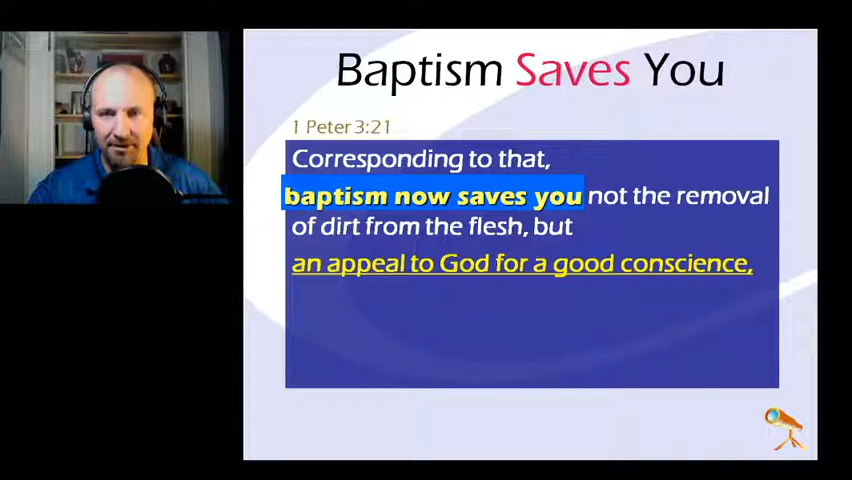 Baptism Saves You
1 Peter 3:21
Corresponding to that,
baptism now saves you not the removal
of dirt from the flesh, but
an appeal to God for a good conscience,